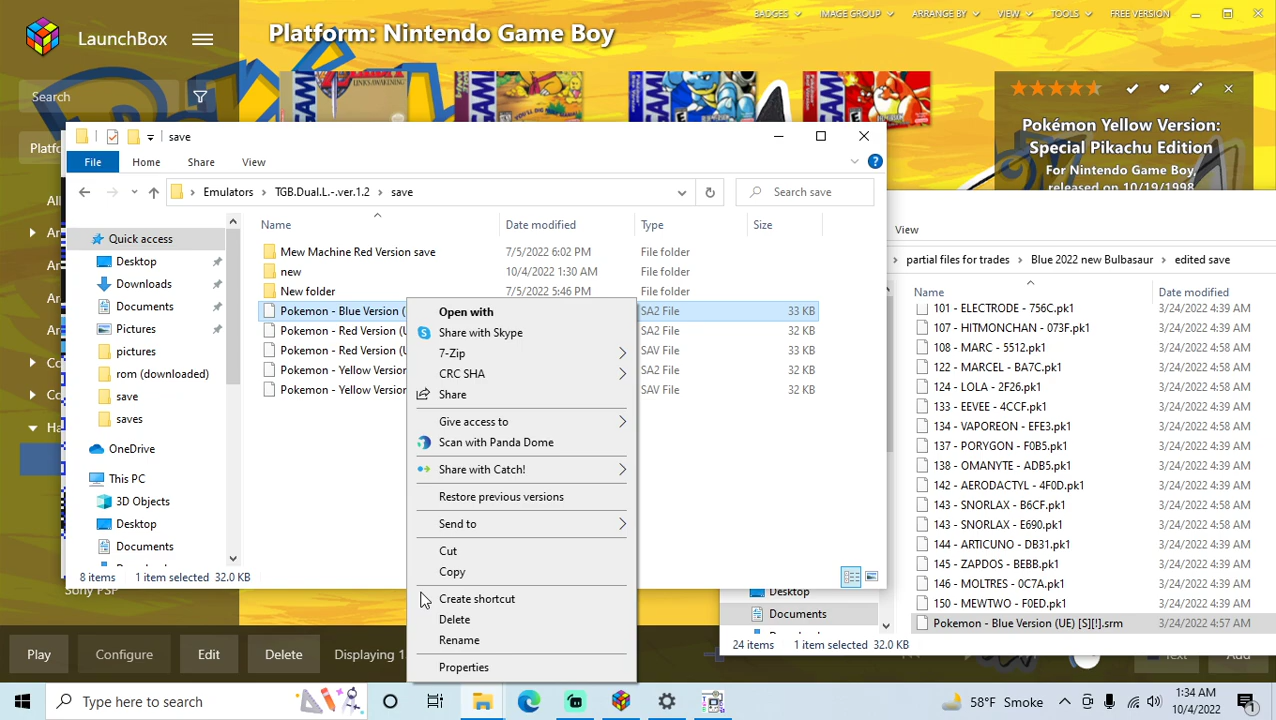 LaunchBox
Platform: Nintendo Game Boy
BADGES
IMAGE GROUP
ARRANGE BY
VIEW
TOOLS
FREE VERSION
Search
Pokémon Yellow Version:
Special Pikachu Edition
For Nintendo Game Boy,
released on 10/19/1998
save
File
Home
Share
View
Emulators
TGB.Dual.L.-.ver.1.2
save
Search save
Name
Date modified
Type
Size
Quick access
Desktop
Downloads
Documents
Pictures
pictures
rom (downloaded)
save
saves
OneDrive
This PC
3D Objects
Desktop
Documents
Mew Machine Red Version save 7/5/2022 6:02 PM File folder
new 10/4/2022 1:30 AM File folder
New folder 7/5/2022 5:46 PM File folder
Pokemon - Blue Version ( SA2 File 33 KB
Pokemon - Red Version (U SA2 File 32 KB
Pokemon - Red Version (U SAV File 33 KB
Pokemon - Yellow Version SA2 File 32 KB
Pokemon - Yellow Version SAV File 32 KB
Open with
Share with Skype
7-Zip
CRC SHA
Share
Give access to
Scan with Panda Dome
Share with Catch!
Restore previous versions
Send to
Cut
Copy
Create shortcut
Delete
Rename
Properties
8 items 1 item selected 32.0 KB
View
partial files for trades
Blue 2022 new Bulbasaur
edited save
Name
Date modified
101 - ELECTRODE - 756C.pk1 3/24/2022 4:39 AM
107 - HITMONCHAN - 073F.pk1 3/24/2022 4:39 AM
108 - MARC - 5512.pk1 3/24/2022 4:58 AM
122 - MARCEL - BA7C.pk1 3/24/2022 4:39 AM
124 - LOLA - 2F26.pk1 3/24/2022 4:39 AM
133 - EEVEE - 4CCF.pk1 3/24/2022 4:39 AM
134 - VAPOREON - EFE3.pk1 3/24/2022 4:39 AM
137 - PORYGON - F0B5.pk1 3/24/2022 4:39 AM
138 - OMANYTE - ADB5.pk1 3/24/2022 4:39 AM
142 - AERODACTYL - 4F0D.pk1 3/24/2022 4:39 AM
143 - SNORLAX - B6CF.pk1 3/24/2022 4:39 AM
143 - SNORLAX - E690.pk1 3/24/2022 4:39 AM
144 - ARTICUNO - DB31.pk1 3/24/2022 4:39 AM
145 - ZAPDOS - BEBB.pk1 3/24/2022 4:39 AM
146 - MOLTRES - 0C7A.pk1 3/24/2022 4:39 AM
150 - MEWTWO - F0ED.pk1 3/24/2022 4:39 AM
Pokemon - Blue Version (UE) [S][!].srm 3/24/2022 4:57 AM
Desktop
Documents
24 items 1 item selected 32.0 KB
Sony PSP
Play
Configure
Edit
Delete
Displaying 1
Type here to search
58°F Smoke
1:34 AM
10/4/2022
1